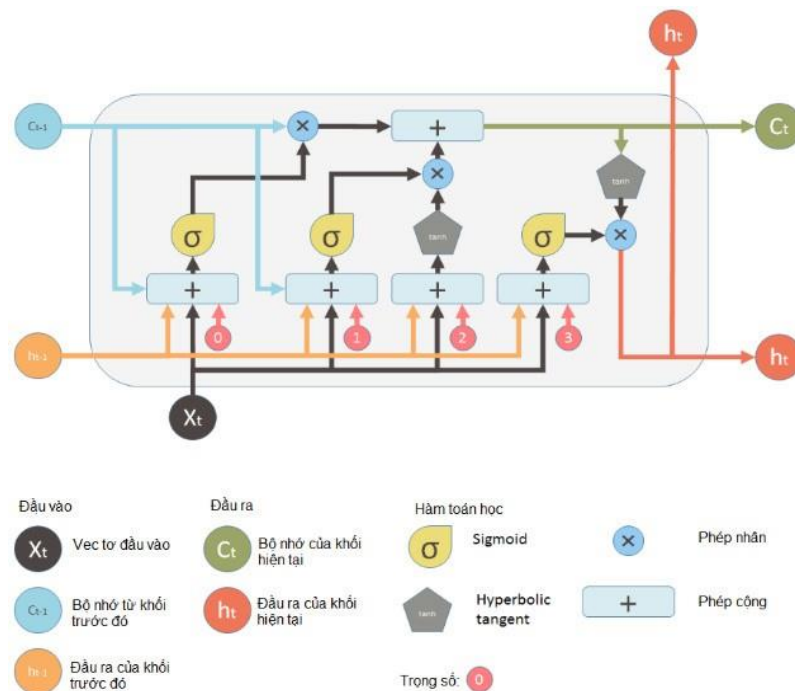 ht
Ct-1
×
+
Ct
tanh
×
σ
σ
tanh
σ
×
+
+
+
+
0
1
2
3
ht-1
ht
Xt
Đầu vào
Đầu ra
Hàm toán học
Xt
Vec tơ đầu vào
Ct
Bộ nhớ của khối
hiện tại
σ
Sigmoid
×
Phép nhân
Ct-1
Bộ nhớ từ khối
trước đó
ht
Đầu ra của khối
hiện tại
tanh
Hyperbolic
tangent
+
Phép cộng
ht-1
Đầu ra của khối
trước đó
Trọng số:
0